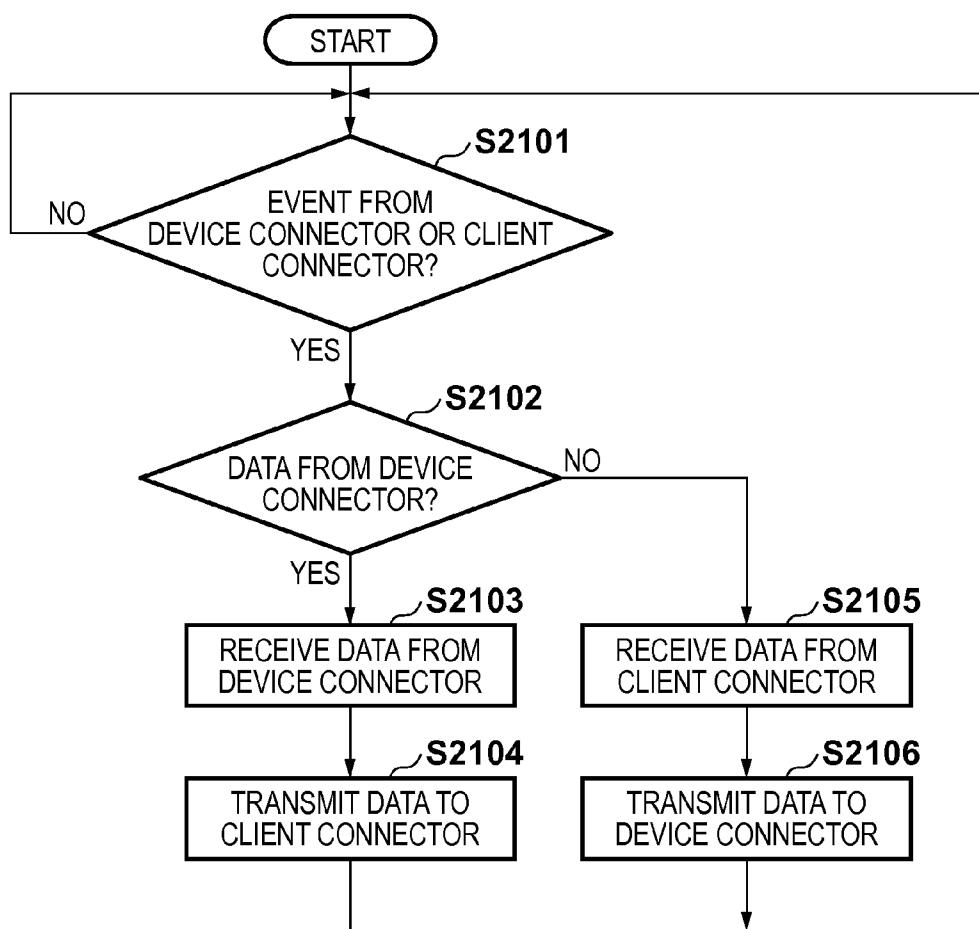 START
S2101
EVENT FROM
DEVICE CONNECTOR OR CLIENT
CONNECTOR?
NO
YES
S2102
DATA FROM DEVICE
CONNECTOR?
NO
YES
S2103
RECEIVE DATA FROM
DEVICE CONNECTOR
S2105
RECEIVE DATA FROM
CLIENT CONNECTOR
S2104
TRANSMIT DATA TO
CLIENT CONNECTOR
S2106
TRANSMIT DATA TO
DEVICE CONNECTOR